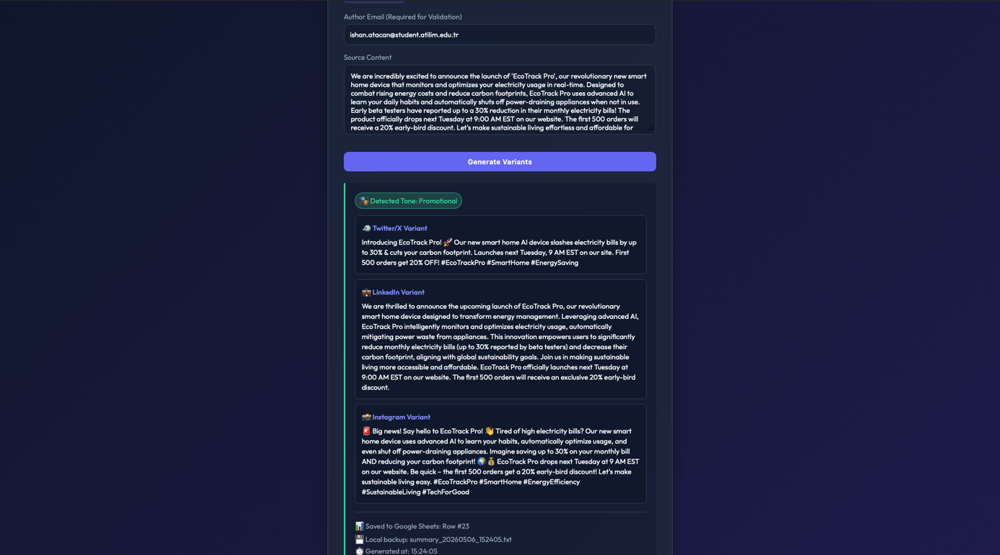 Author Email (Required for Validation)
ishan.atacan@student.atilim.edu.tr
Source Content
We are incredibly excited to announce the launch of 'EcoTrack Pro', our revolutionary new smart
home device that monitors and optimizes your electricity usage in real-time. Designed to
combat rising energy costs and reduce carbon footprints, EcoTrack Pro uses advanced AI to
learn your daily habits and automatically shuts off power-draining appliances when not in use.
Early beta testers have reported up to a 30% reduction in their monthly electricity bills! The
product officially drops next Tuesday at 9:00 AM EST on our website. The first 500 orders will
receive a 20% early-bird discount. Let's make sustainable living effortless and affordable for
Generate Variants
🎭 Detected Tone: Promotional
🐦 Twitter/X Variant
Introducing EcoTrack Pro! 🚀 Our new smart home AI device slashes electricity bills by up
to 30% & cuts your carbon footprint. Launches next Tuesday, 9 AM EST on our site. First
500 orders get 20% OFF! #EcoTrackPro #SmartHome #EnergySaving
💼 LinkedIn Variant
We are thrilled to announce the upcoming launch of EcoTrack Pro, our revolutionary
smart home device designed to transform energy management. Leveraging advanced AI,
EcoTrack Pro intelligently monitors and optimizes electricity usage, automatically
mitigating power waste from appliances. This innovation empowers users to significantly
reduce monthly electricity bills (up to 30% reported by beta testers) and decrease their
carbon footprint, aligning with global sustainability goals. Join us in making sustainable
living more accessible and affordable. EcoTrack Pro officially launches next Tuesday at
9:00 AM EST on our website. The first 500 orders will receive an exclusive 20% early-bird
discount.
📸 Instagram Variant
🚨 Big news! Say hello to EcoTrack Pro! 👋 Tired of high electricity bills? Our new smart
home device uses advanced AI to learn your habits, automatically optimize usage, and
even shut off power-draining appliances. Imagine saving up to 30% on your monthly bill
AND reducing your carbon footprint! 🌍💰 EcoTrack Pro drops next Tuesday at 9 AM EST
on our website. Be quick – the first 500 orders get a 20% early-bird discount! Let's make
sustainable living easy. #EcoTrackPro #SmartHome #EnergyEfficiency
#SustainableLiving #TechForGood
📊 Saved to Google Sheets: Row #23
💾 Local backup: summary_20260506_152405.txt
⏱️ Generated at: 15:24:05